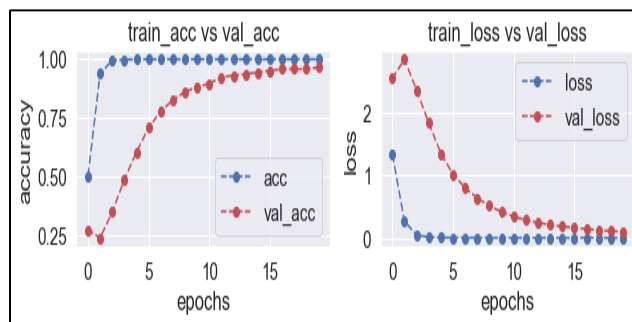 train_acc vs val_acc
accuracy
1.00
0.75
0.50
0.25
acc
val_acc
0 5 10 15
epochs
train_loss vs val_loss
loss
2
1
0
loss
val_loss
0 5 10 15
epochs